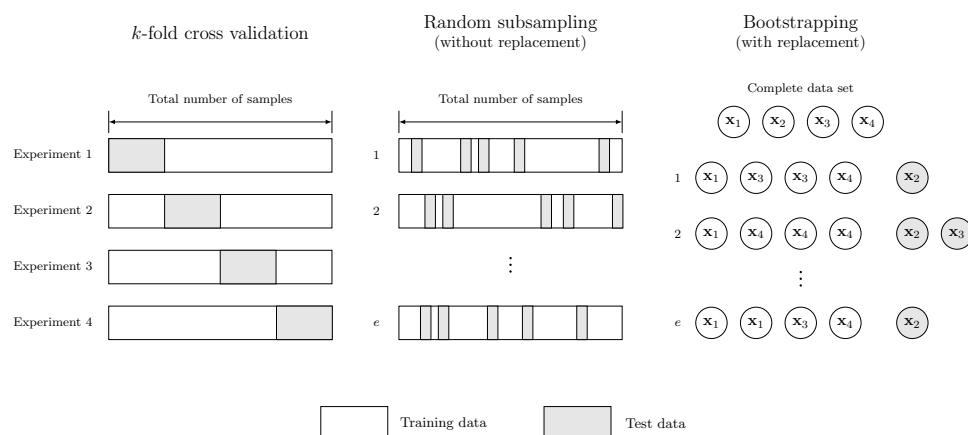 k-fold cross validation
Random subsampling
(without replacement)
Bootstrapping
(with replacement)
Total number of samples
Experiment 1
Experiment 2
Experiment 3
Experiment 4
Total number of samples
1
2
⋮
e
Complete data set
x1 x2 x3 x4
1 x1 x3 x3 x4 x2
2 x1 x4 x4 x4 x2 x3
⋮
e x1 x1 x3 x4 x2
Training data
Test data